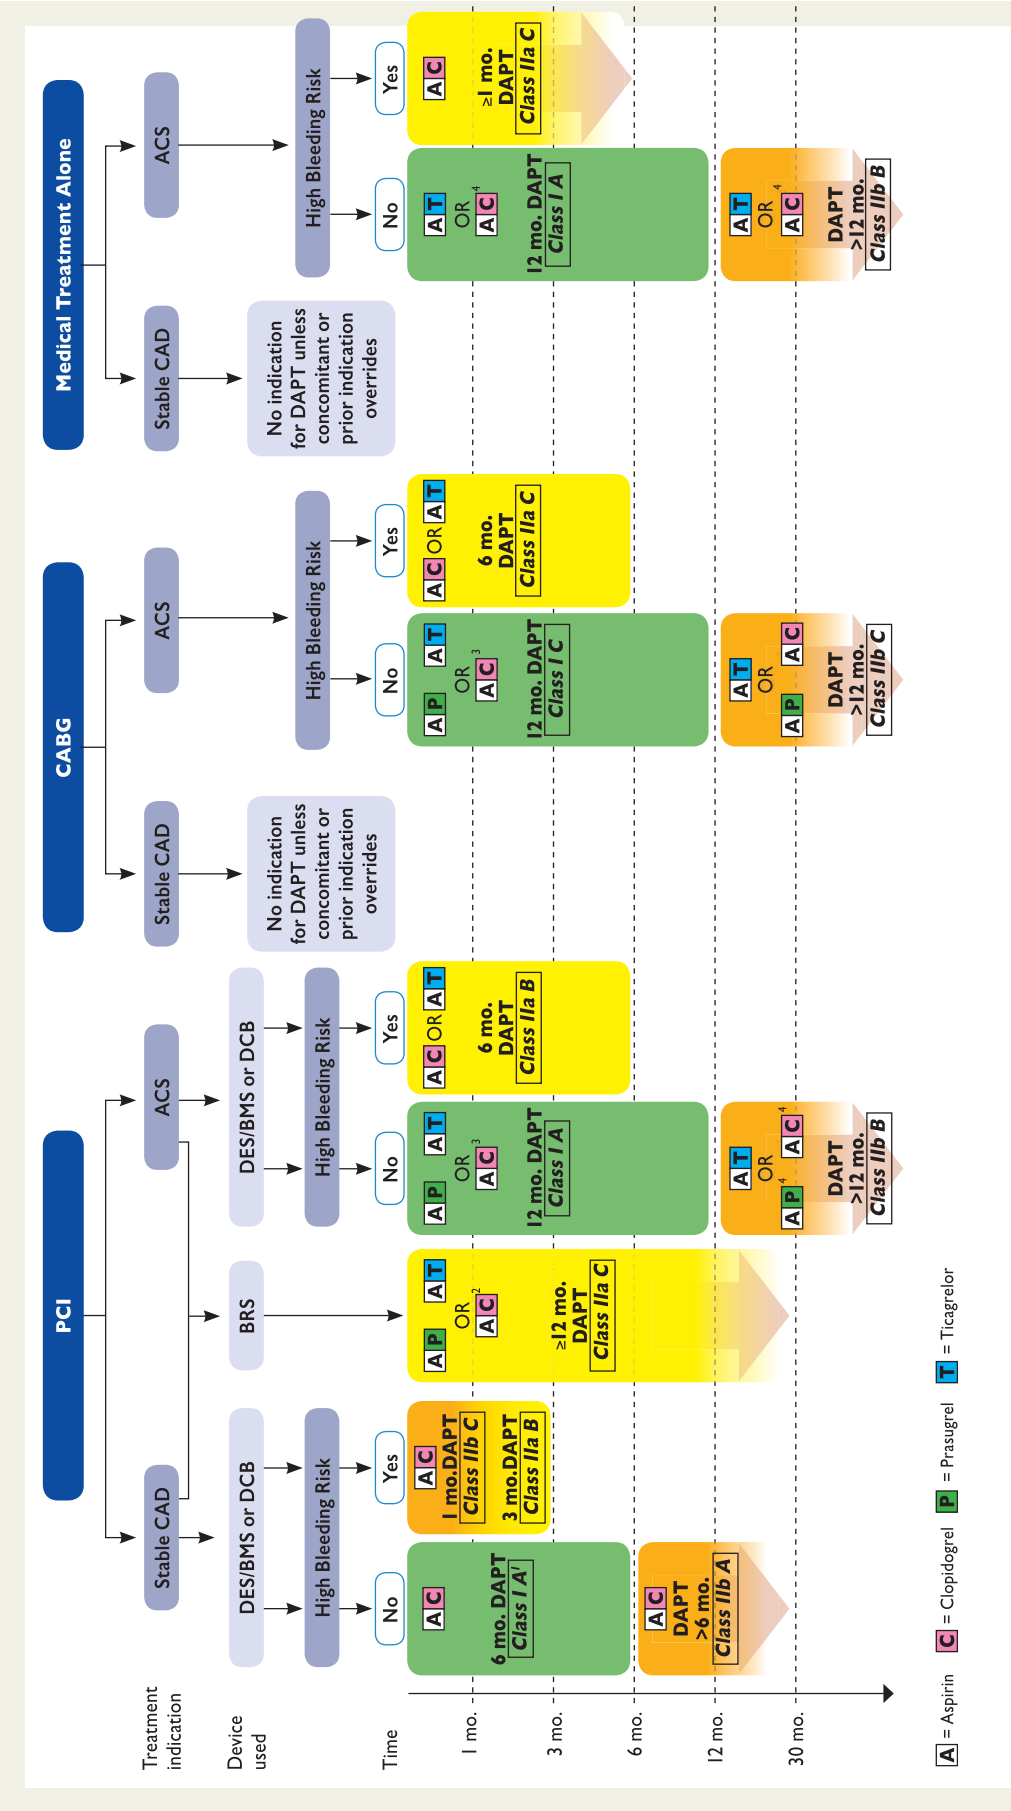 PCI
CABG
Medical Treatment Alone
Treatment
indication
Stable CAD
ACS
Stable CAD
ACS
Stable CAD
ACS
Device
used
DES/BMS or DCB
BRS
DES/BMS or DCB
No indication
for DAPT unless
concomitant or
prior indication
overrides
No indication
for DAPT unless
concomitant or
prior indication
overrides
High Bleeding Risk
High Bleeding Risk
High Bleeding Risk
High Bleeding Risk
Time
No
Yes
No
Yes
No
Yes
No
Yes
1 mo.
3 mo.
6 mo.
12 mo.
30 mo.
A C
6 mo. DAPT
Class I A¹
A C
DAPT
>6 mo.
Class IIb A
A C
1 mo.DAPT
Class IIb C
3 mo.DAPT
Class IIa B
A P A T
OR
A C ²
≥12 mo.
DAPT
Class IIa C
A P A T
OR
A C ³
12 mo. DAPT
Class I A
A T
OR
A P ⁴ A C ⁴
DAPT
>12 mo.
Class IIb B
A C OR A T
6 mo.
DAPT
Class IIa B
A P A T
OR
A C ³
12 mo. DAPT
Class I C
A T
OR
A P A C
DAPT
>12 mo.
Class IIb C
A C OR A T
6 mo.
DAPT
Class IIa C
A T
OR
A C ⁴
12 mo. DAPT
Class I A
A T
OR
A C ⁴
DAPT
>12 mo.
Class IIb B
A C
≥1 mo.
DAPT
Class IIa C
A = Aspirin C = Clopidogrel P = Prasugrel T = Ticagrelor